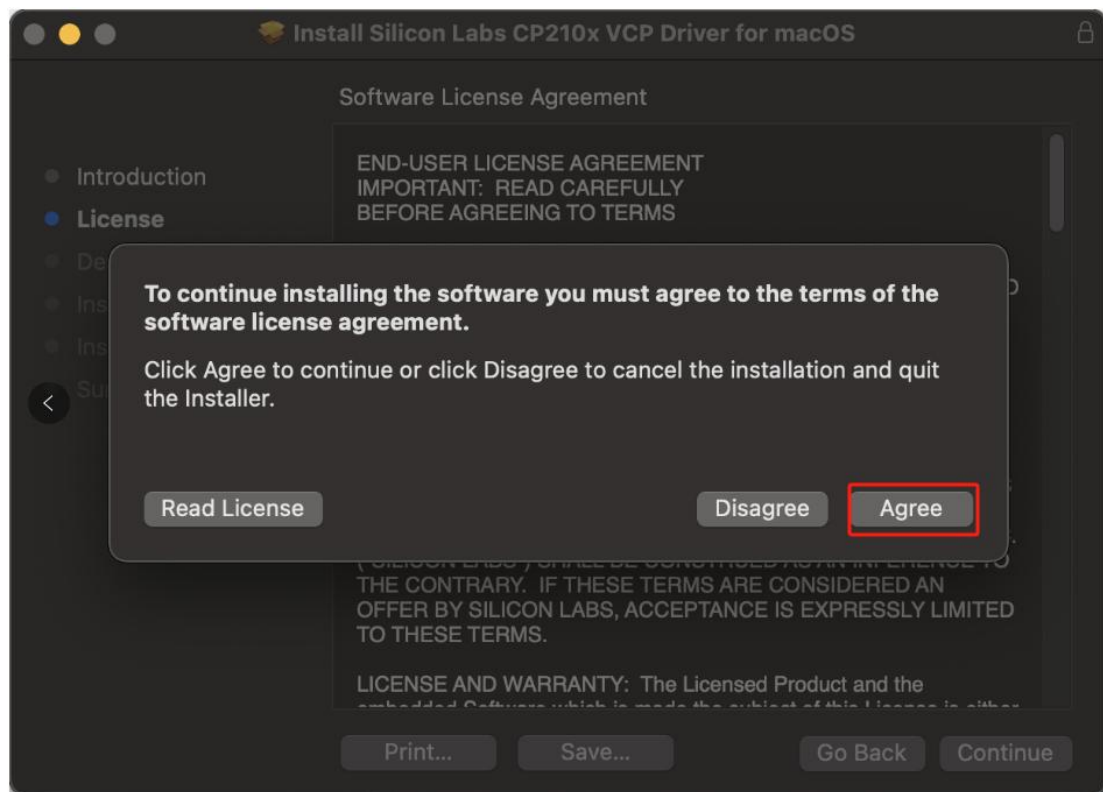 Install Silicon Labs CP210x VCP Driver for macOS
Software License Agreement
Introduction
License
END-USER LICENSE AGREEMENT
IMPORTANT: READ CAREFULLY
BEFORE AGREEING TO TERMS
To continue installing the software you must agree to the terms of the
software license agreement.
Click Agree to continue or click Disagree to cancel the installation and quit
the Installer.
Read License
Disagree
Agree
THE CONTRARY. IF THESE TERMS ARE CONSIDERED AN
OFFER BY SILICON LABS, ACCEPTANCE IS EXPRESSLY LIMITED
TO THESE TERMS.
LICENSE AND WARRANTY: The Licensed Product and the
Print...
Save...
Go Back
Continue